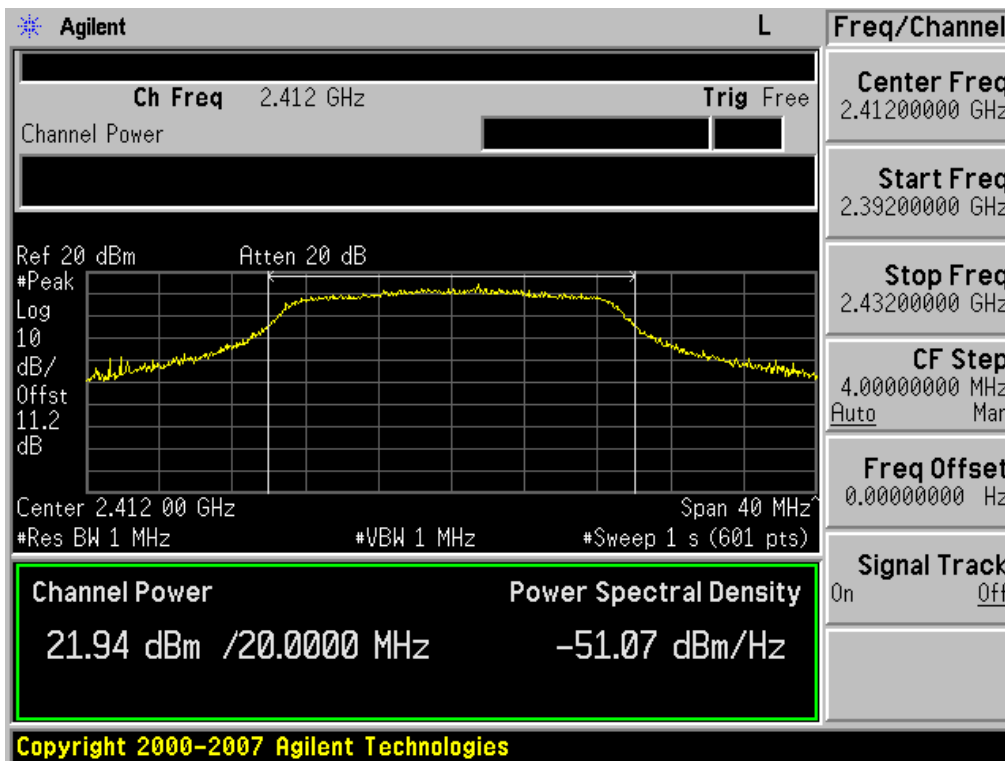 Agilent L
Freq/Channel
Ch Freq 2.412 GHz Trig Free
Channel Power
Ref 20 dBm Atten 20 dB
#Peak
Log
10
dB/
Offst
11.2
dB
Center 2.412 00 GHz Span 40 MHz^
#Res BW 1 MHz #VBW 1 MHz #Sweep 1 s (601 pts)
Channel Power Power Spectral Density
21.94 dBm /20.0000 MHz -51.07 dBm/Hz
Center Freq
2.41200000 GHz
Start Freq
2.39200000 GHz
Stop Freq
2.43200000 GHz
CF Step
4.00000000 MHz
Auto Man
Freq Offset
0.00000000 Hz
Signal Track
On Off
Copyright 2000-2007 Agilent Technologies